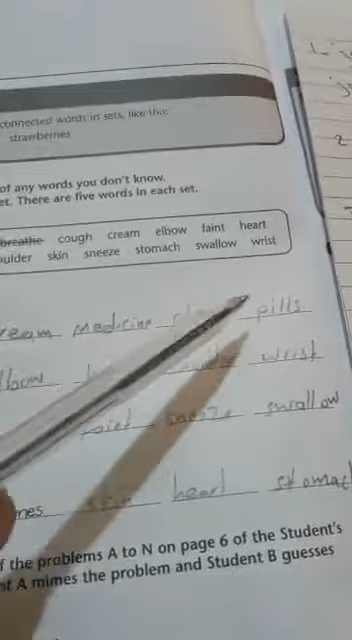 connected words in sets, like this:
strawberries
of any words you don't know.
et. There are five words in each set.
breathe cough cream elbow faint heart
oulder skin sneeze stomach swallow wrist
ream medicine pills
lbow wrist
faint sneeze swallow
nes skin heart stomach
f the problems A to N on page 6 of the Student's
nt A mimes the problem and Student B guesses